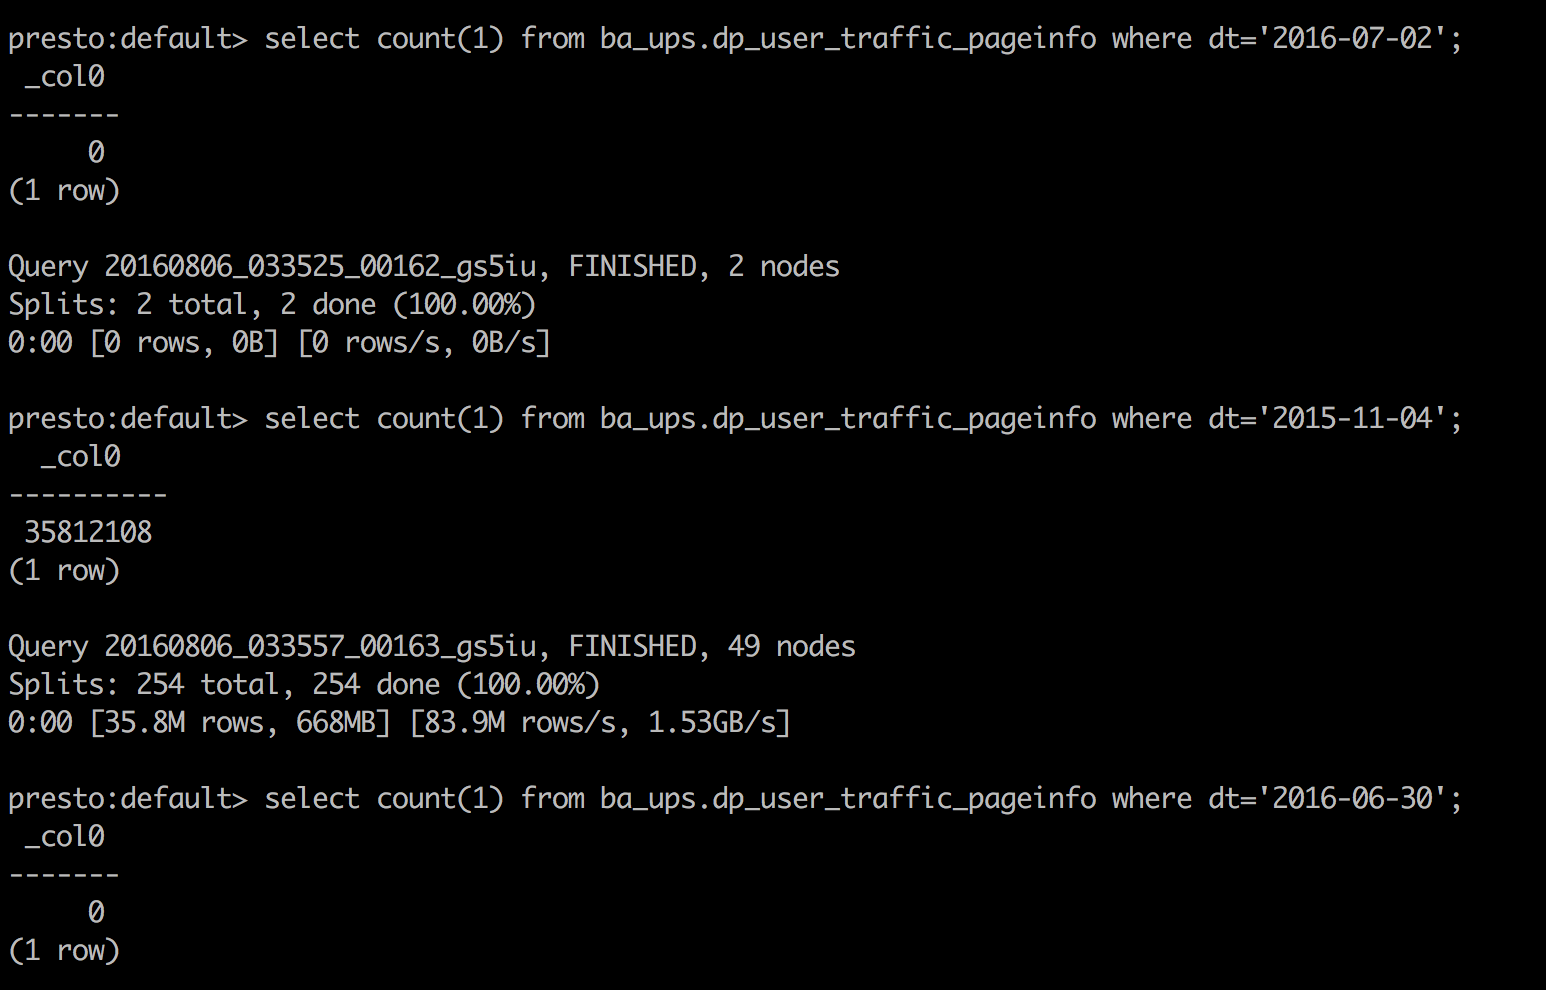 presto:default> select count(1) from ba_ups.dp_user_traffic_pageinfo where dt='2016-07-02';
_col0
-------
0
(1 row)
Query 20160806_033525_00162_gs5iu, FINISHED, 2 nodes
Splits: 2 total, 2 done (100.00%)
0:00 [0 rows, 0B] [0 rows/s, 0B/s]
presto:default> select count(1) from ba_ups.dp_user_traffic_pageinfo where dt='2015-11-04';
_col0
----------
35812108
(1 row)
Query 20160806_033557_00163_gs5iu, FINISHED, 49 nodes
Splits: 254 total, 254 done (100.00%)
0:00 [35.8M rows, 668MB] [83.9M rows/s, 1.53GB/s]
presto:default> select count(1) from ba_ups.dp_user_traffic_pageinfo where dt='2016-06-30';
_col0
-------
0
(1 row)